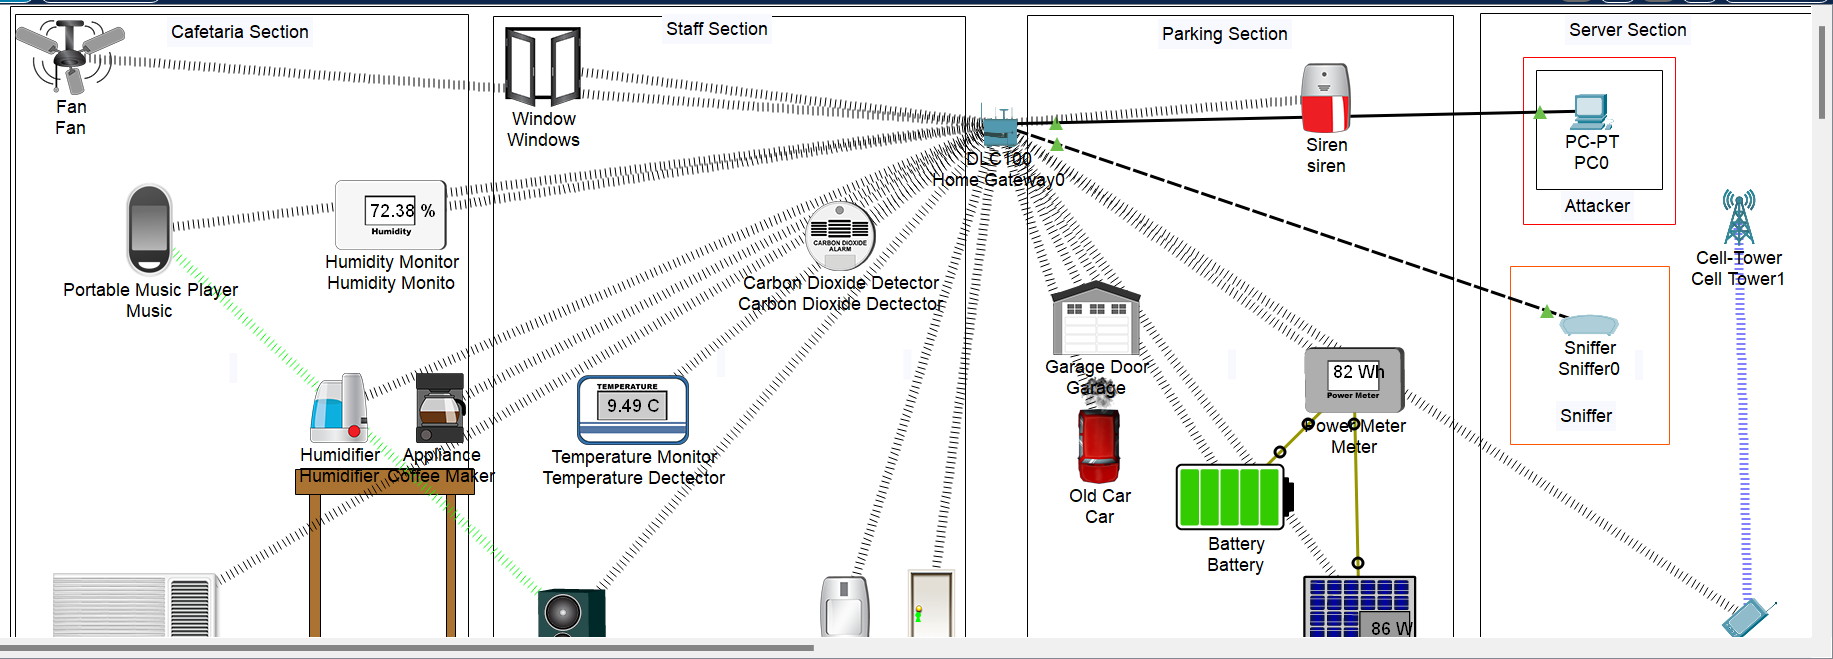 Cafetaria Section
Staff Section
Parking Section
Server Section
Fan
Fan
Window
Windows
DLC100
Home Gateway0
Siren
siren
PC-PT
PC0
Attacker
72.38 %
Humidity
Humidity Monitor
Humidity Monito
Portable Music Player
Music
CARBON DIOXIDE
ALARM
Carbon Dioxide Detector
Carbon Dioxide Dectector
Cell-Tower
Cell Tower1
Sniffer
Sniffer0
Sniffer
Garage Door
Garage
82 Wh
Power Meter
Power Meter
Meter
TEMPERATURE
9.49 C
Temperature Monitor
Temperature Dectector
Humidifier
Humidifier
Appliance
Coffee Maker
Old Car
Car
Battery
Battery
86 W